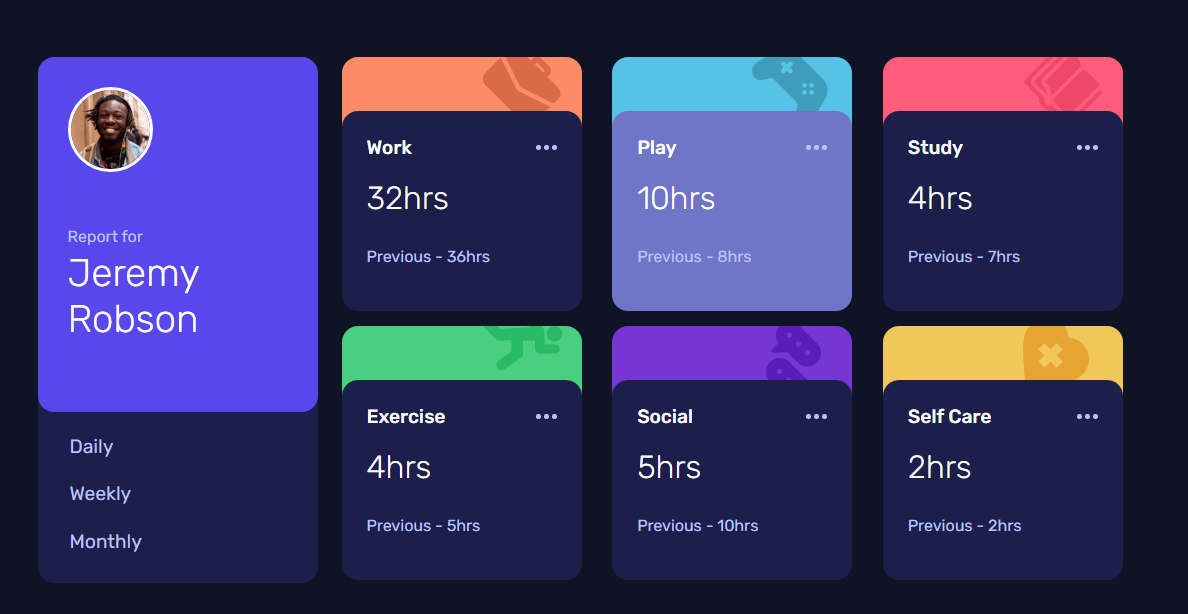 Report for
Jeremy
Robson
Daily
Weekly
Monthly
Work
32hrs
Previous - 36hrs
Play
10hrs
Previous - 8hrs
Study
4hrs
Previous - 7hrs
Exercise
4hrs
Previous - 5hrs
Social
5hrs
Previous - 10hrs
Self Care
2hrs
Previous - 2hrs